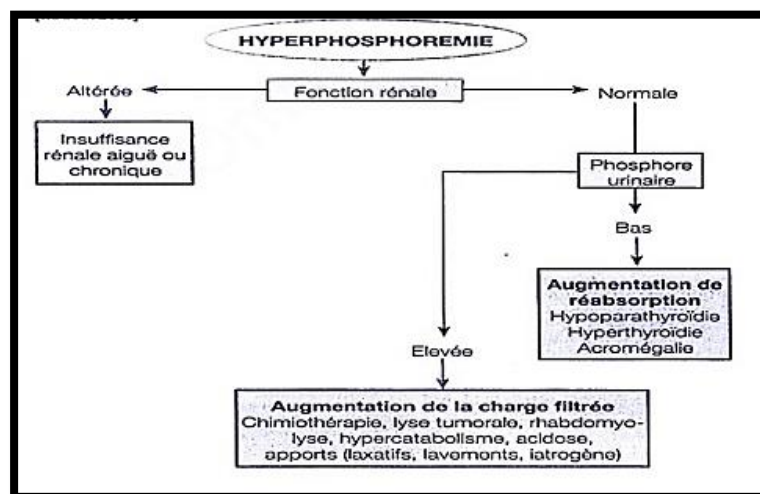 HYPERPHOSPHOREMIE
Altérée
Fonction rénale
Normale
Insuffisance
rénale aiguë ou
chronique
Phosphore
urinaire
Bas
Augmentation de
réabsorption
Hypoparathyroïdie
Hyperthyroïdie
Acromégalie
Elevée
Augmentation de la charge filtrée
Chimiothérapie, lyse tumorale, rhabdomyo-
lyse, hypercatabolisme, acidose,
apports (laxatifs, lavements, iatrogène)